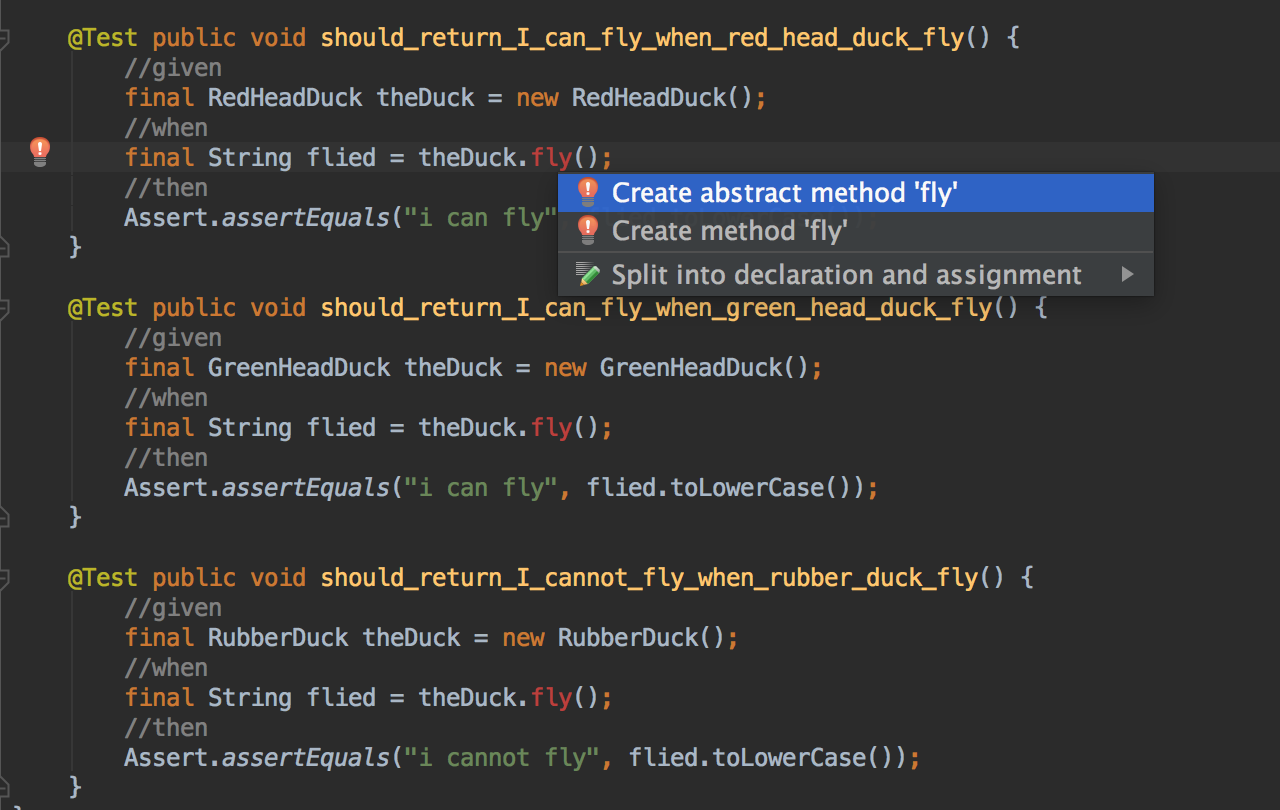 @Test public void should_return_I_can_fly_when_red_head_duck_fly() {
//given
final RedHeadDuck theDuck = new RedHeadDuck();
//when
final String flied = theDuck.fly();
//then
Create abstract method 'fly'
Assert.assertEquals("i can fly"
Create method 'fly'
}
Split into declaration and assignment
@Test public void should_return_I_can_fly_when_green_head_duck_fly() {
//given
final GreenHeadDuck theDuck = new GreenHeadDuck();
//when
final String flied = theDuck.fly();
//then
Assert.assertEquals("i can fly", flied.toLowerCase());
}
@Test public void should_return_I_cannot_fly_when_rubber_duck_fly() {
//given
final RubberDuck theDuck = new RubberDuck();
//when
final String flied = theDuck.fly();
//then
Assert.assertEquals("i cannot fly", flied.toLowerCase());
}